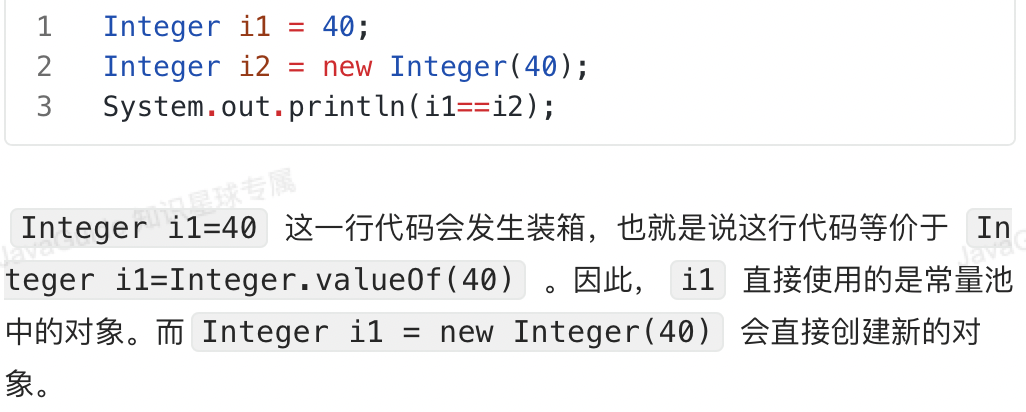 1 Integer i1 = 40;
2 Integer i2 = new Integer(40);
3 System.out.println(i1==i2);
JavaGuide 知识星球专属
Integer i1=40 这一行代码会发生装箱，也就是说这行代码等价于 In
JavaG
teger i1=Integer.valueOf(40) 。因此， i1 直接使用的是常量池
中的对象。而 Integer i1 = new Integer(40) 会直接创建新的对
象。